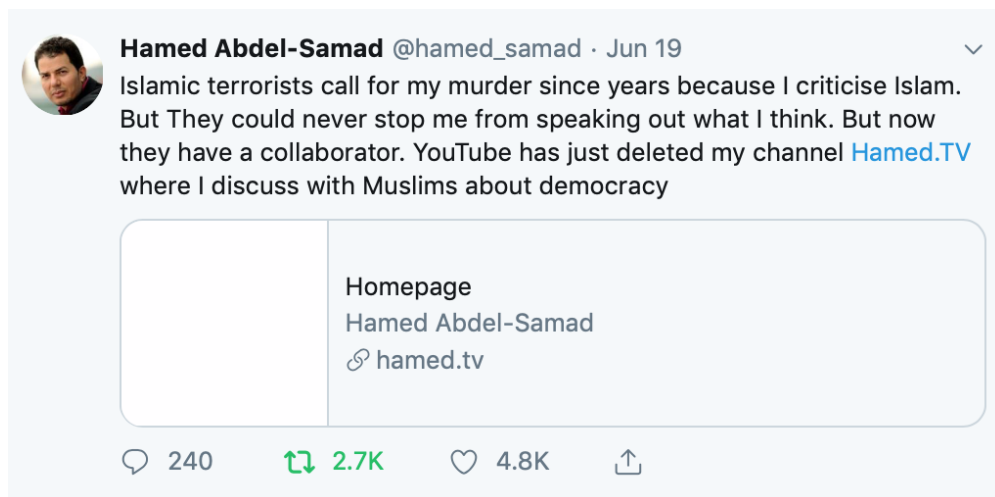 Hamed Abdel-Samad @hamed_samad · Jun 19
Islamic terrorists call for my murder since years because I criticise Islam.
But They could never stop me from speaking out what I think. But now
they have a collaborator. YouTube has just deleted my channel Hamed.TV
where I discuss with Muslims about democracy
Homepage
Hamed Abdel-Samad
hamed.tv
240 2.7K 4.8K